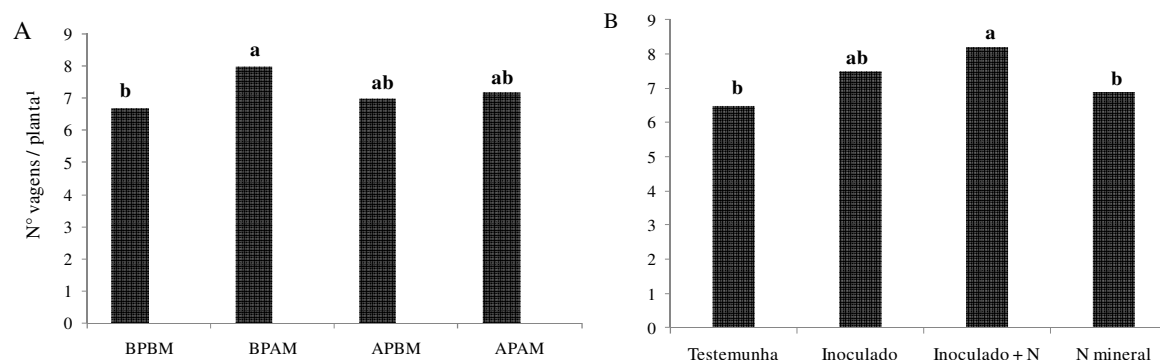 A
N° vagens / planta¹
9
8
7
6
5
4
3
2
1
0
b
a
ab
ab
BPBM BPAM APBM APAM
B
9
8
7
6
5
4
3
2
1
0
b
ab
a
b
Testemunha Inoculado Inoculado + N N mineral